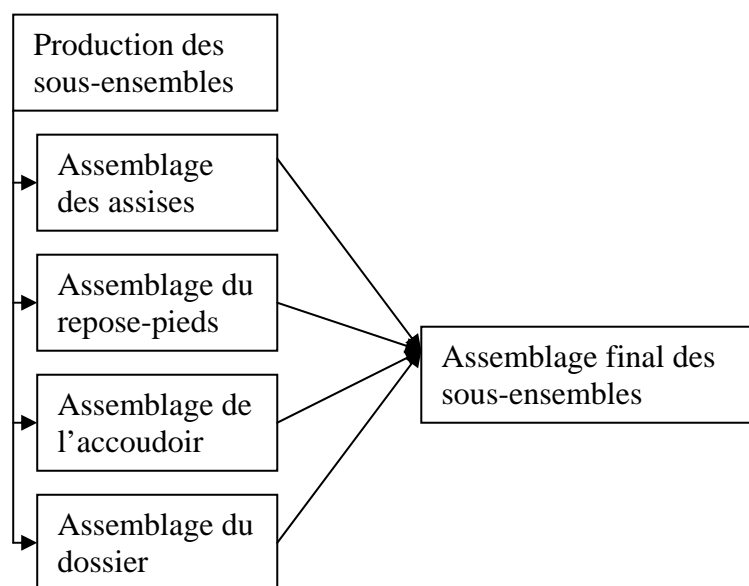 Production des
sous-ensembles
Assemblage
des assises
Assemblage du
repose-pieds
Assemblage de
l’accoudoir
Assemblage du
dossier
Assemblage final des
sous-ensembles